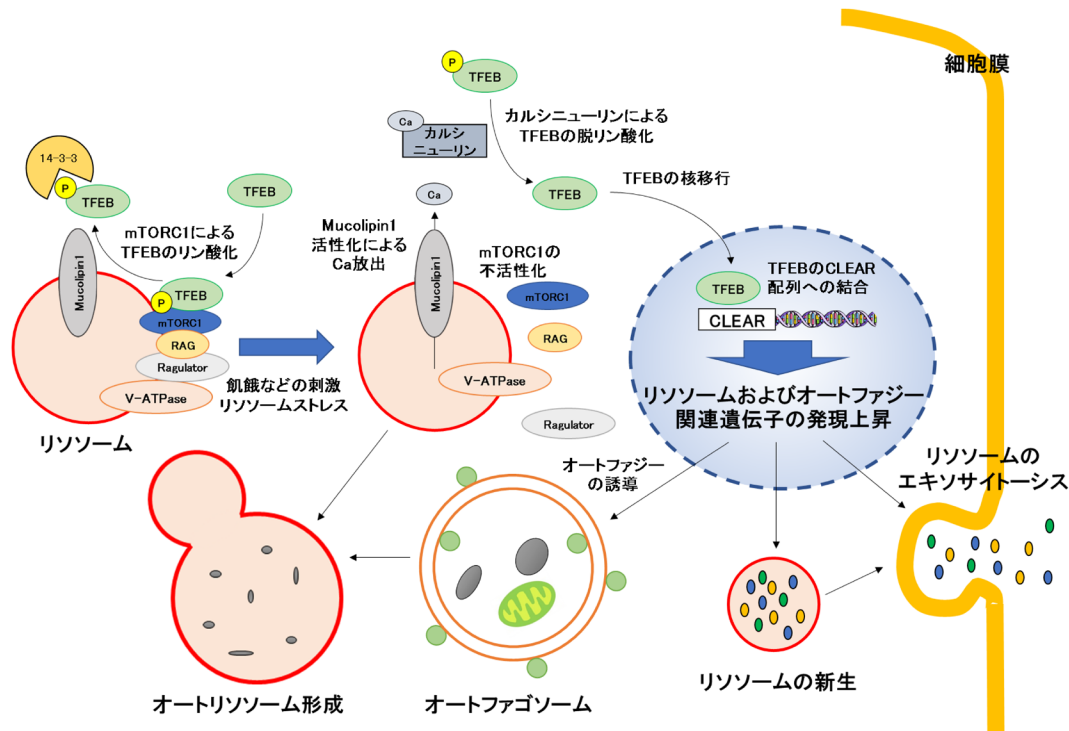 細胞膜
P
TFEB
カルシニューリンによる
TFEBの脱リン酸化
Ca
カルシ
ニューリン
14-3-3
P
TFEB
TFEB
Ca
TFEB
TFEBの核移行
mTORC1による
TFEBのリン酸化
Mucolipin1
Mucolipin1
活性化による
Ca放出
Mucolipin1
mTORC1の
不活性化
TFEB
P
mTORC1
RAG
Ragulator
V-ATPase
リソソーム
飢餓などの刺激
リソソームストレス
mTORC1
RAG
V-ATPase
Ragulator
TFEB
TFEBのCLEAR
配列への結合
CLEAR
リソソームおよびオートファジー
関連遺伝子の発現上昇
オートファジー
の誘導
リソソームの
エキソサイトーシス
オートリソソーム形成
オートファゴソーム
リソソームの新生